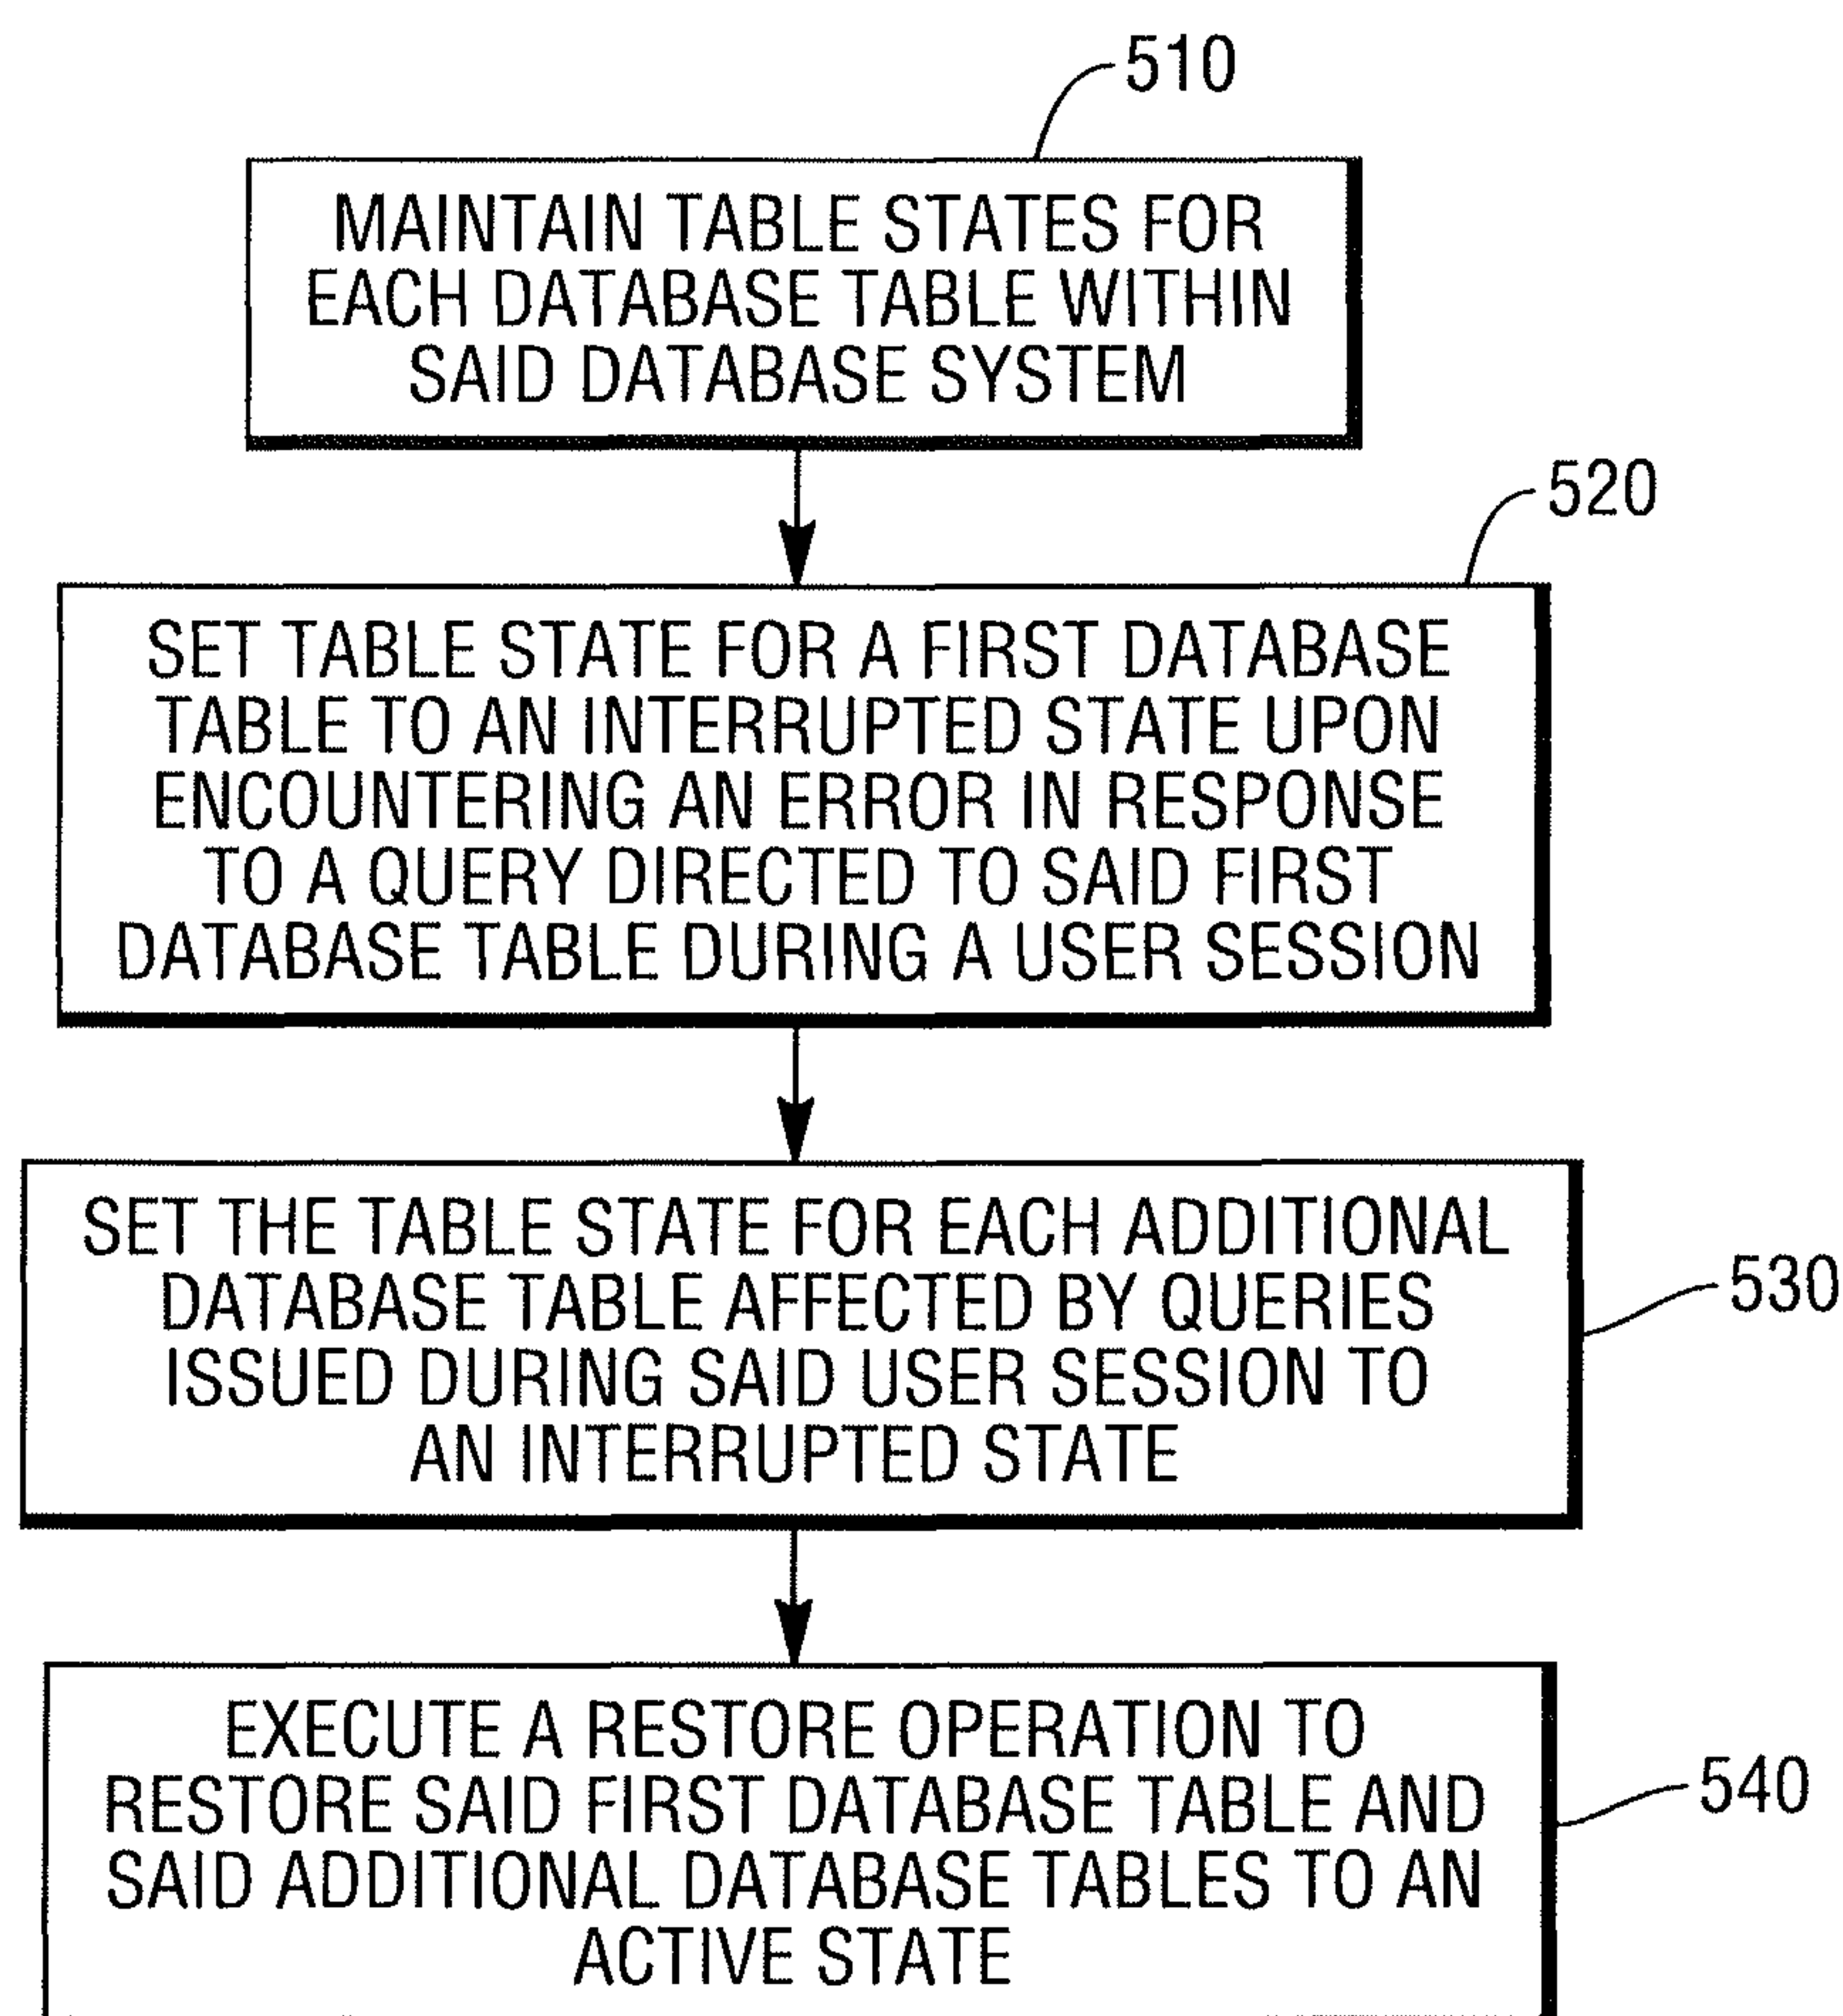 510
MAINTAIN TABLE STATES FOR
EACH DATABASE TABLE WITHIN
SAID DATABASE SYSTEM
520
SET TABLE STATE FOR A FIRST DATABASE
TABLE TO AN INTERRUPTED STATE UPON
ENCOUNTERING AN ERROR IN RESPONSE
TO A QUERY DIRECTED TO SAID FIRST
DATABASE TABLE DURING A USER SESSION
SET THE TABLE STATE FOR EACH ADDITIONAL
DATABASE TABLE AFFECTED BY QUERIES
ISSUED DURING SAID USER SESSION TO
AN INTERRUPTED STATE
530
EXECUTE A RESTORE OPERATION TO
RESTORE SAID FIRST DATABASE TABLE AND
SAID ADDITIONAL DATABASE TABLES TO AN
ACTIVE STATE
540